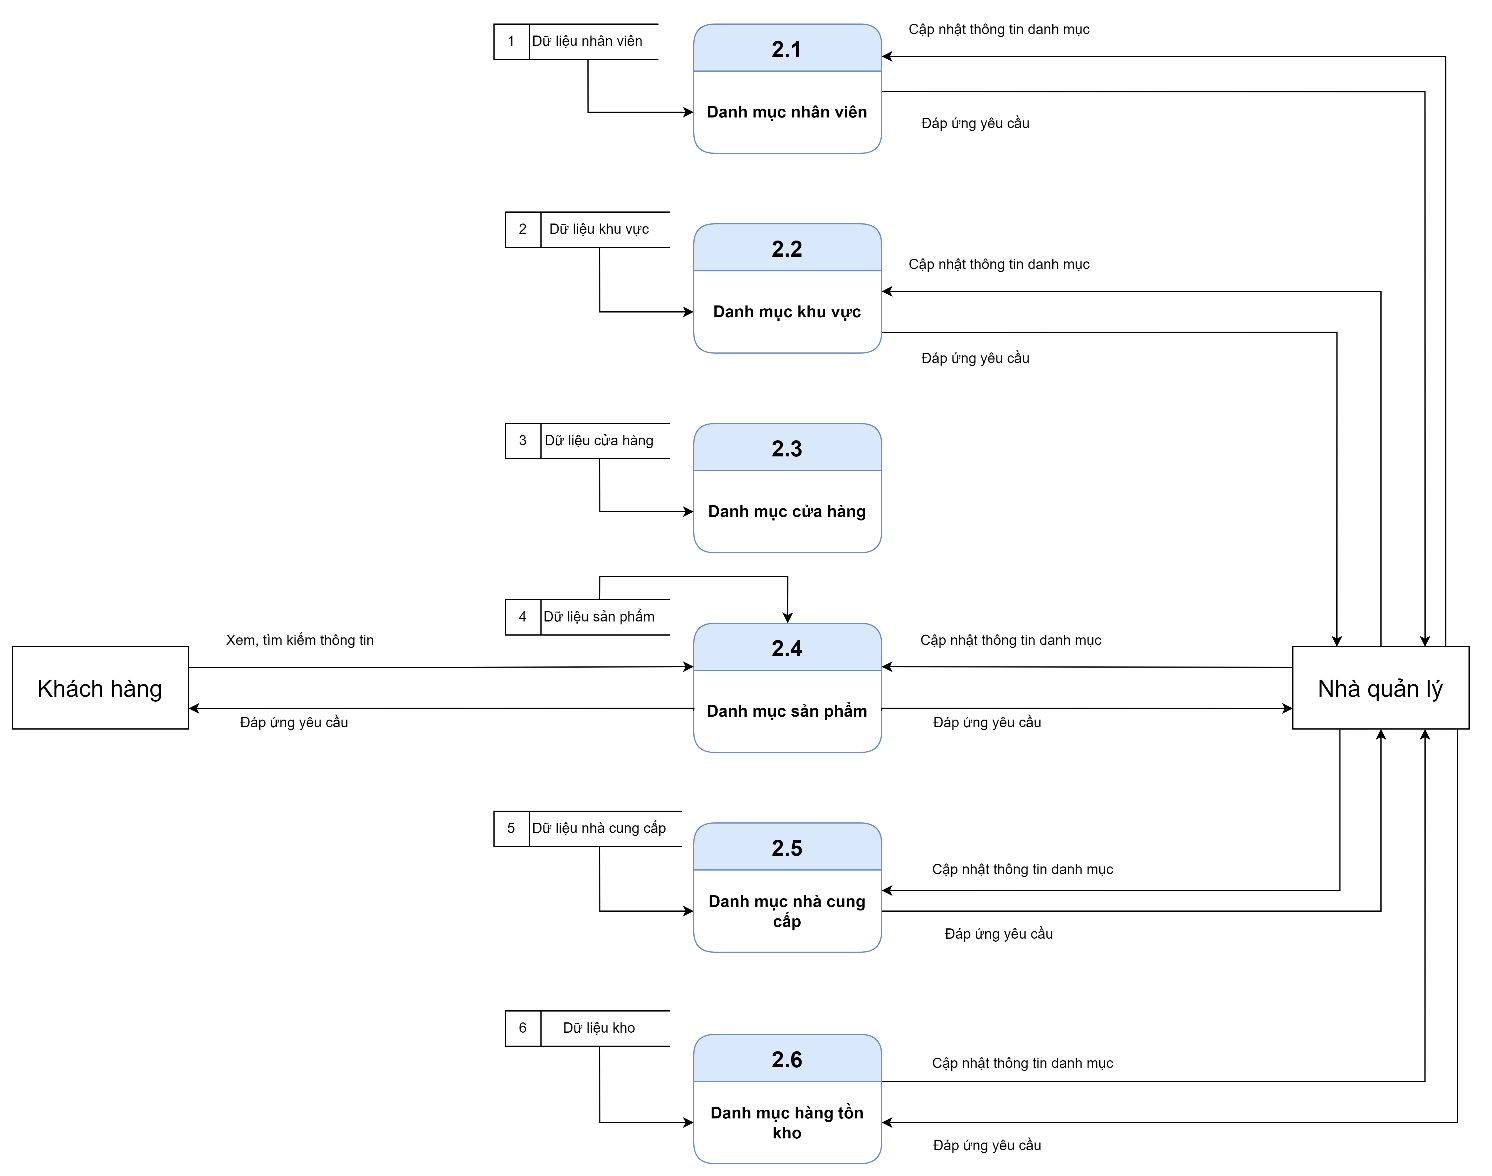 1
Dữ liệu nhân viên
2.1
Danh mục nhân viên
Cập nhật thông tin danh mục
Đáp ứng yêu cầu
2
Dữ liệu khu vực
2.2
Danh mục khu vực
Cập nhật thông tin danh mục
Đáp ứng yêu cầu
3
Dữ liệu cửa hàng
2.3
Danh mục cửa hàng
4
Dữ liệu sản phẩm
2.4
Danh mục sản phẩm
Khách hàng
Xem, tìm kiếm thông tin
Đáp ứng yêu cầu
Cập nhật thông tin danh mục
Đáp ứng yêu cầu
Nhà quản lý
5
Dữ liệu nhà cung cấp
2.5
Danh mục nhà cung
cấp
Cập nhật thông tin danh mục
Đáp ứng yêu cầu
6
Dữ liệu kho
2.6
Danh mục hàng tồn
kho
Cập nhật thông tin danh mục
Đáp ứng yêu cầu